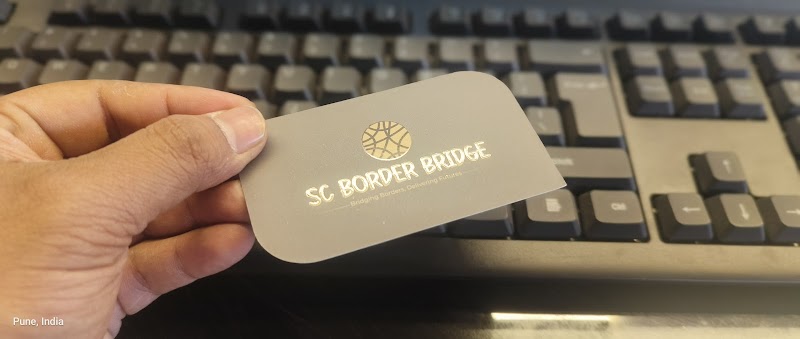 SC BORDER BRIDGE
Bridging Borders, Delivering Futures
Pune, India